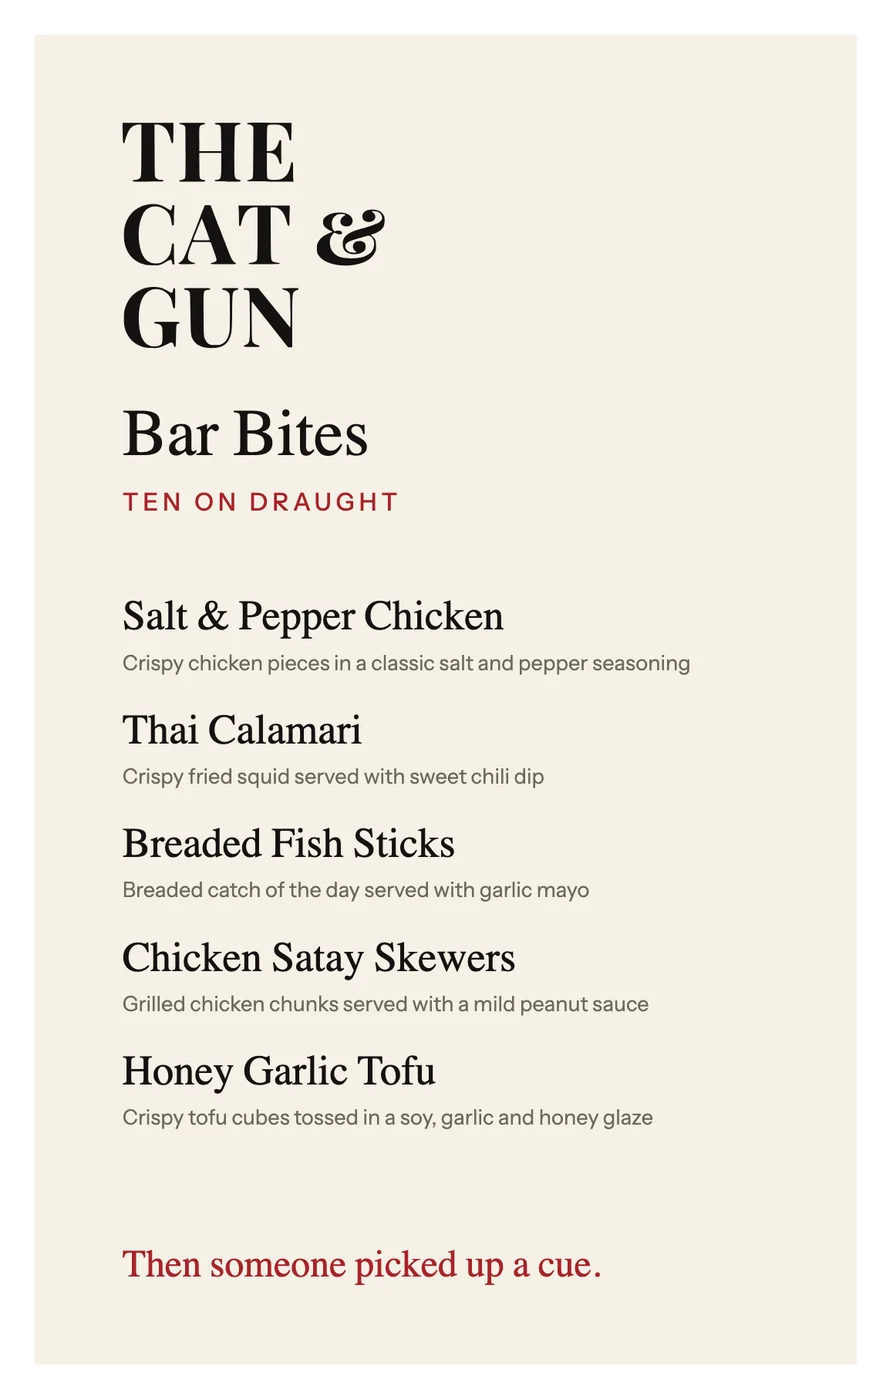 THE
CAT &
GUN
Bar Bites
TEN ON DRAUGHT
Salt & Pepper Chicken
Crispy chicken pieces in a classic salt and pepper seasoning
Thai Calamari
Crispy fried squid served with sweet chili dip
Breaded Fish Sticks
Breaded catch of the day served with garlic mayo
Chicken Satay Skewers
Grilled chicken chunks served with a mild peanut sauce
Honey Garlic Tofu
Crispy tofu cubes tossed in a soy, garlic and honey glaze
Then someone picked up a cue.